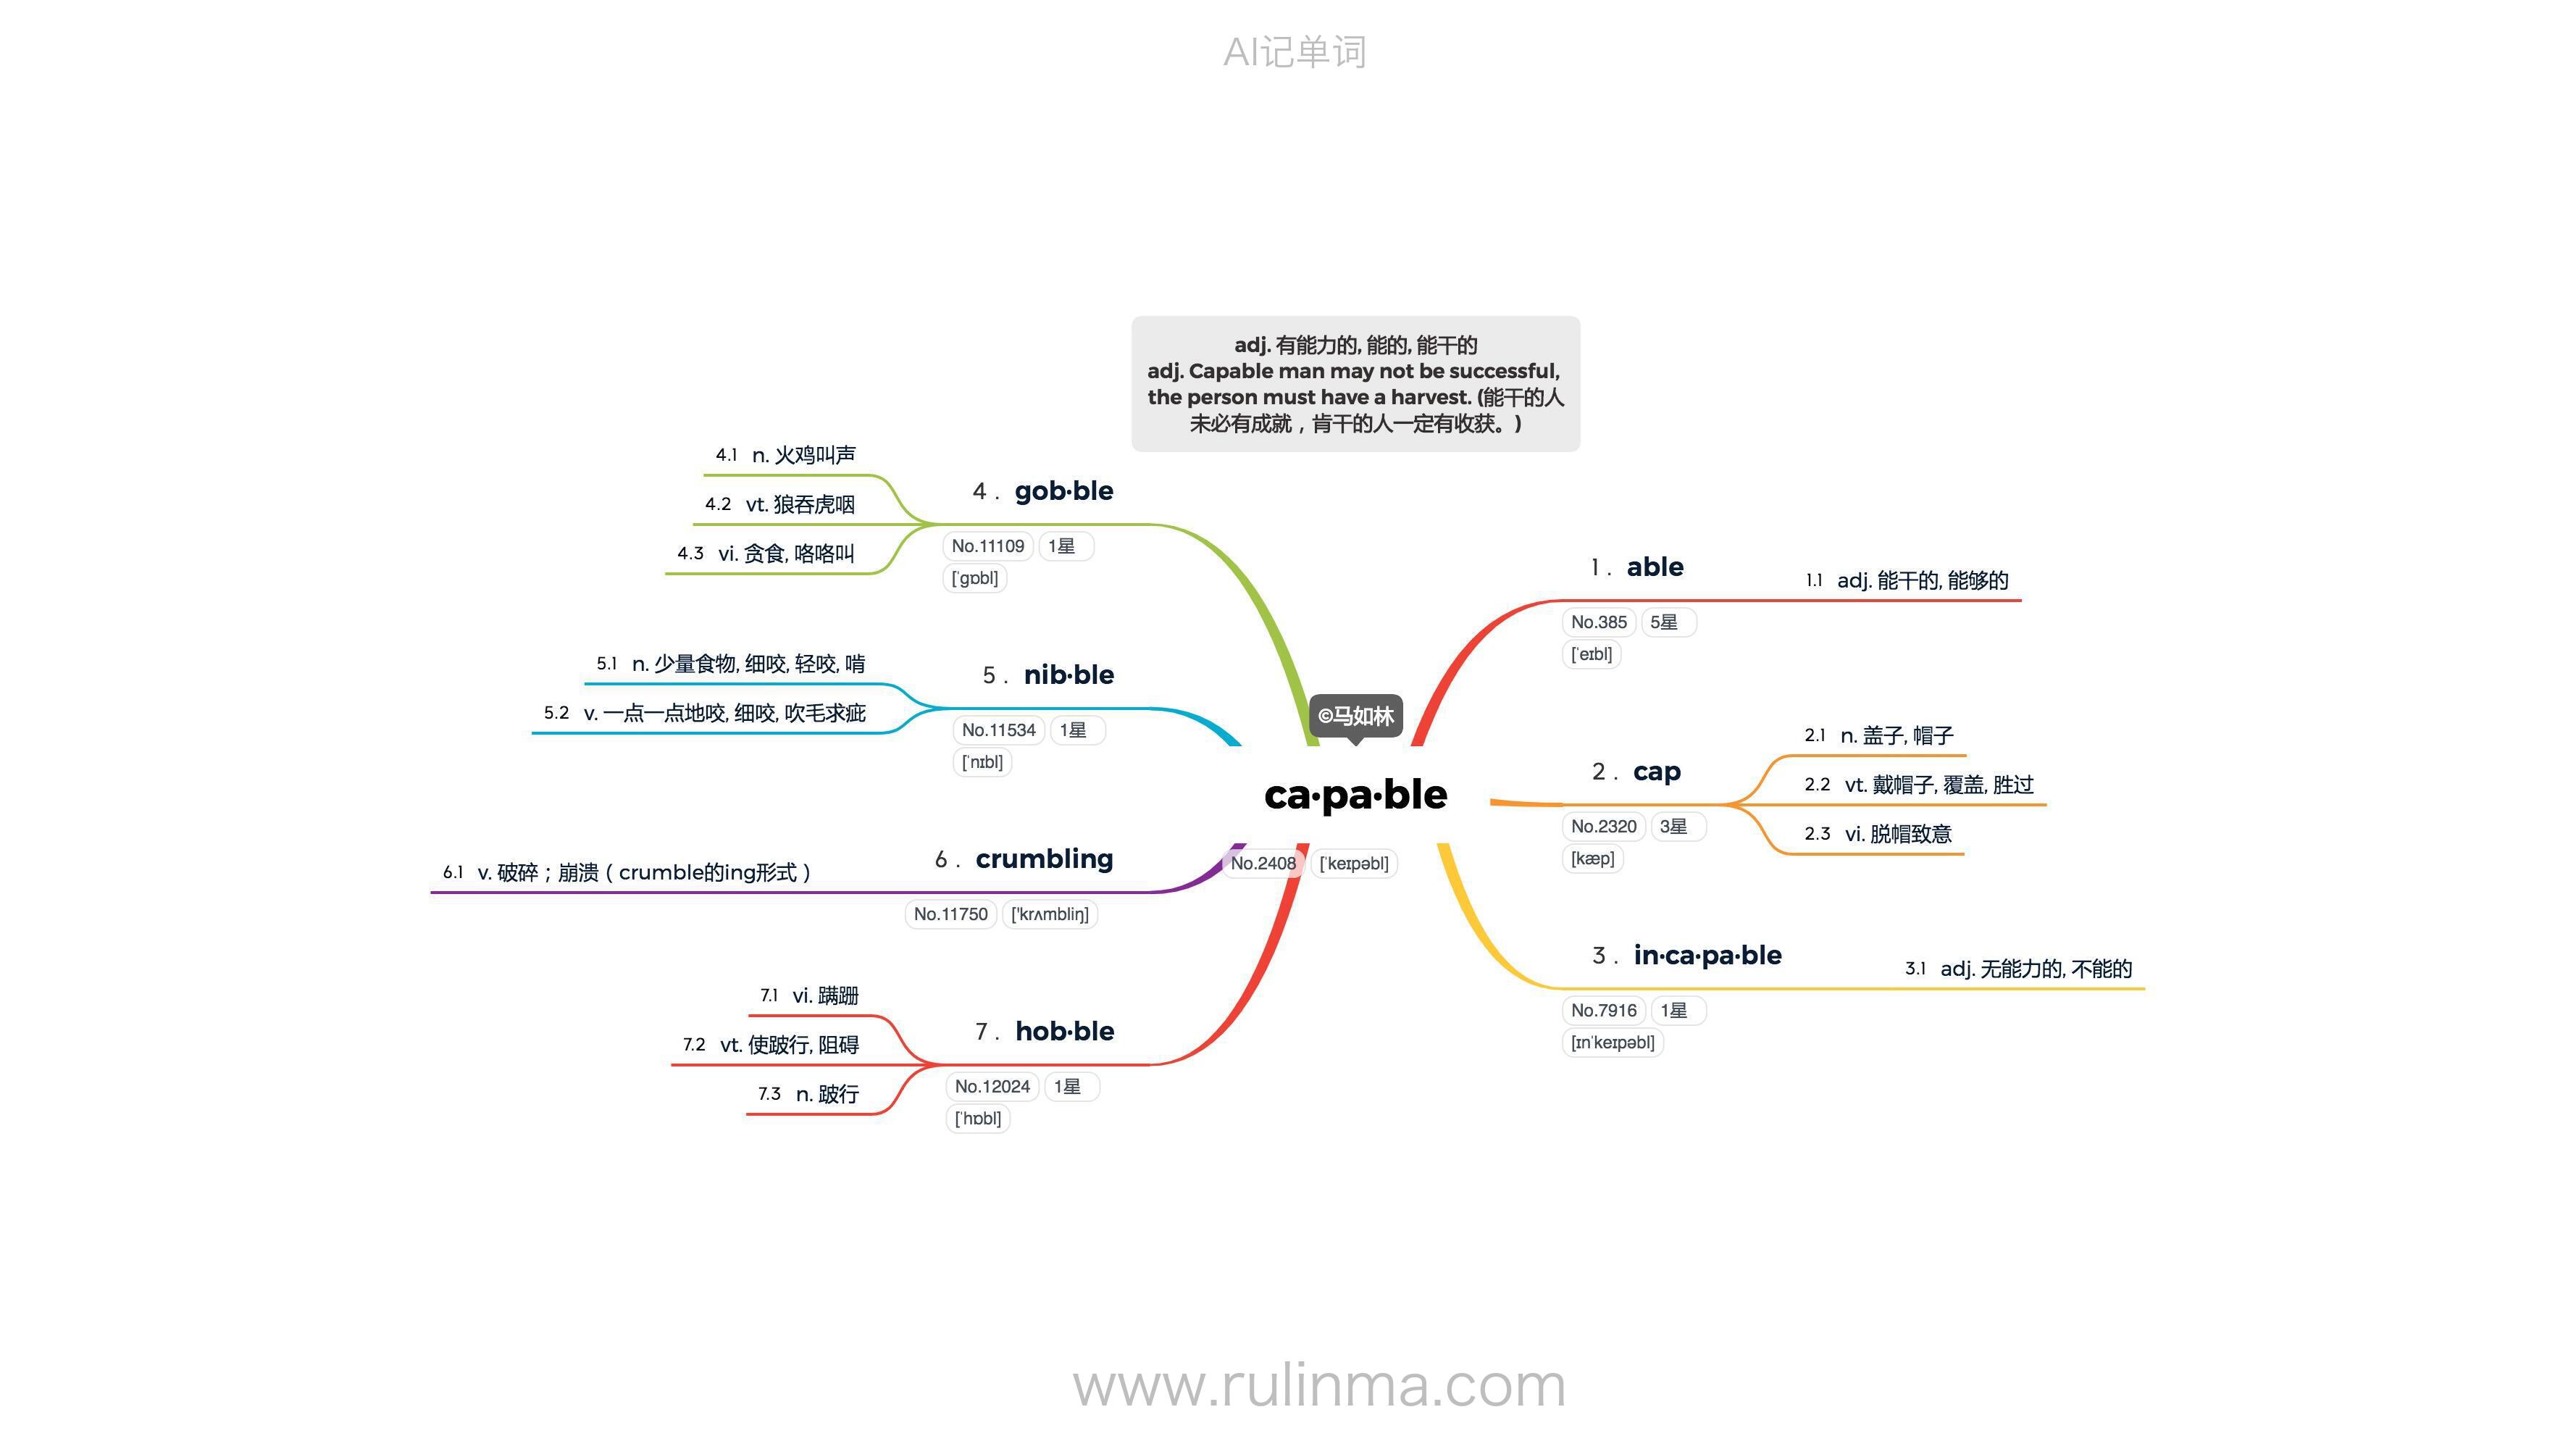 AI记单词
adj. 有能力的, 能的, 能干的
adj. Capable man may not be successful,
the person must have a harvest. (能干的人
未必有成就，肯干的人一定有收获。)
©马如林
ca·pa·ble
No.2408 [ˈkeɪpəbl]
1 . able
No.385 5星
[ˈeɪbl]
1.1 adj. 能干的, 能够的
2 . cap
No.2320 3星
[kæp]
2.1 n. 盖子, 帽子
2.2 vt. 戴帽子, 覆盖, 胜过
2.3 vi. 脱帽致意
3 . in·ca·pa·ble
No.7916 1星
[ɪnˈkeɪpəbl]
3.1 adj. 无能力的, 不能的
4 . gob·ble
No.11109 1星
[ˈɡɒbl]
4.1 n. 火鸡叫声
4.2 vt. 狼吞虎咽
4.3 vi. 贪食, 咯咯叫
5 . nib·ble
No.11534 1星
[ˈnɪbl]
5.1 n. 少量食物, 细咬, 轻咬, 啃
5.2 v. 一点一点地咬, 细咬, 吹毛求疵
6 . crumbling
No.11750 ['krʌmbliŋ]
6.1 v. 破碎；崩溃（crumble的ing形式）
7 . hob·ble
No.12024 1星
[ˈhɒbl]
7.1 vi. 蹒跚
7.2 vt. 使跛行, 阻碍
7.3 n. 跛行
www.rulinma.com